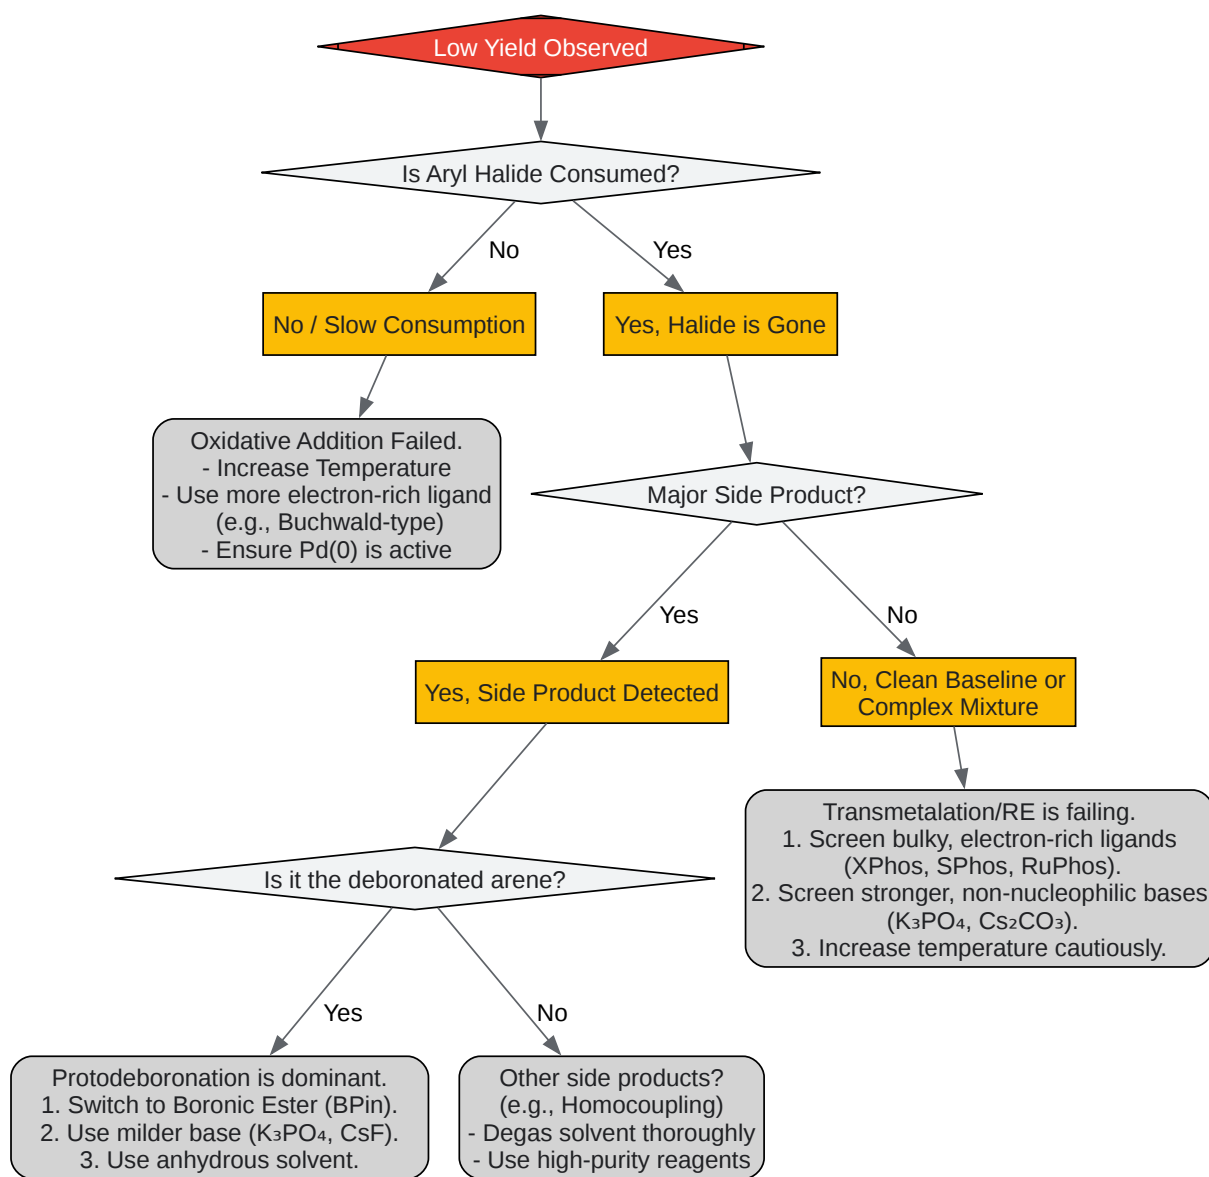 Low Yield Observed
Is Aryl Halide Consumed?
No
Yes
No / Slow Consumption
Yes, Halide is Gone
Oxidative Addition Failed.
- Increase Temperature
- Use more electron-rich ligand
(e.g., Buchwald-type)
- Ensure Pd(0) is active
Major Side Product?
Yes
No
Yes, Side Product Detected
No, Clean Baseline or
Complex Mixture
Transmetalation/RE is failing.
1. Screen bulky, electron-rich ligands
(XPhos, SPhos, RuPhos).
2. Screen stronger, non-nucleophilic bases
(K₃PO₄, Cs₂CO₃).
3. Increase temperature cautiously.
Is it the deboronated arene?
Yes
No
Protodeboronation is dominant.
1. Switch to Boronic Ester (BPin).
2. Use milder base (K₃PO₄, CsF).
3. Use anhydrous solvent.
Other side products?
(e.g., Homocoupling)
- Degas solvent thoroughly
- Use high-purity reagents